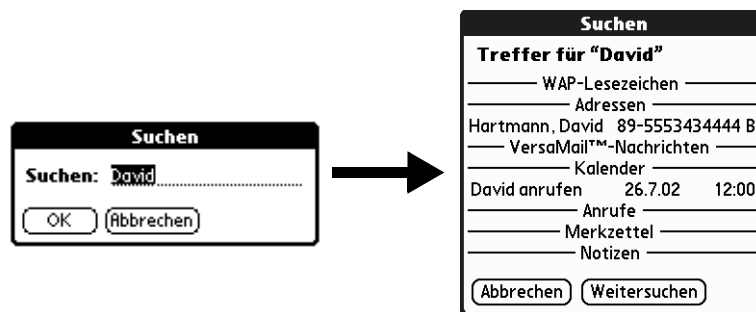 Suchen
Suchen: David
OK Abbrechen
Suchen
Treffer für “David”
WAP-Lesezeichen
Adressen
Hartmann, David 89-5553434444 B
VersaMail™-Nachrichten
Kalender
David anrufen 26.7.02 12:00
Anrufe
Merkzettel
Notizen
Abbrechen Weitersuchen